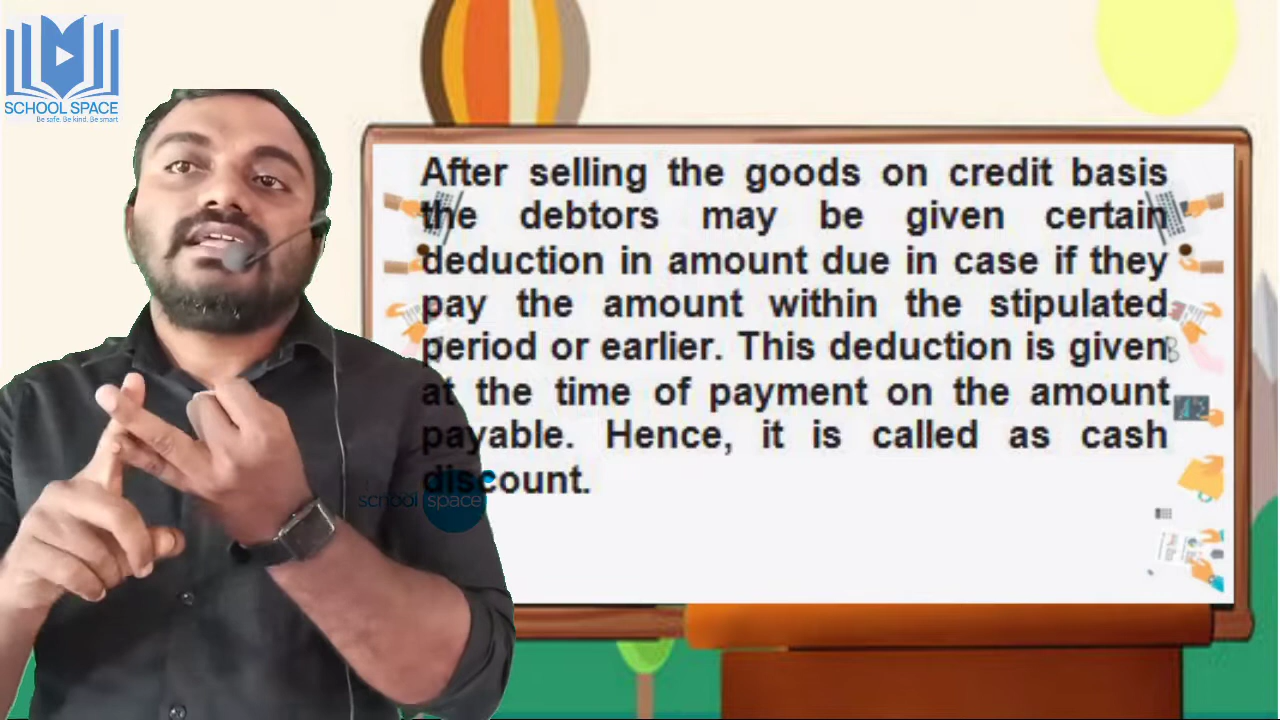 SCHOOL SPACE
Be safe. Be kind. Be smart
After selling the goods on credit basis
the debtors may be given certain
deduction in amount due in case if they
pay the amount within the stipulated
period or earlier. This deduction is given
at the time of payment on the amount
payable. Hence, it is called as cash
discount.
school space